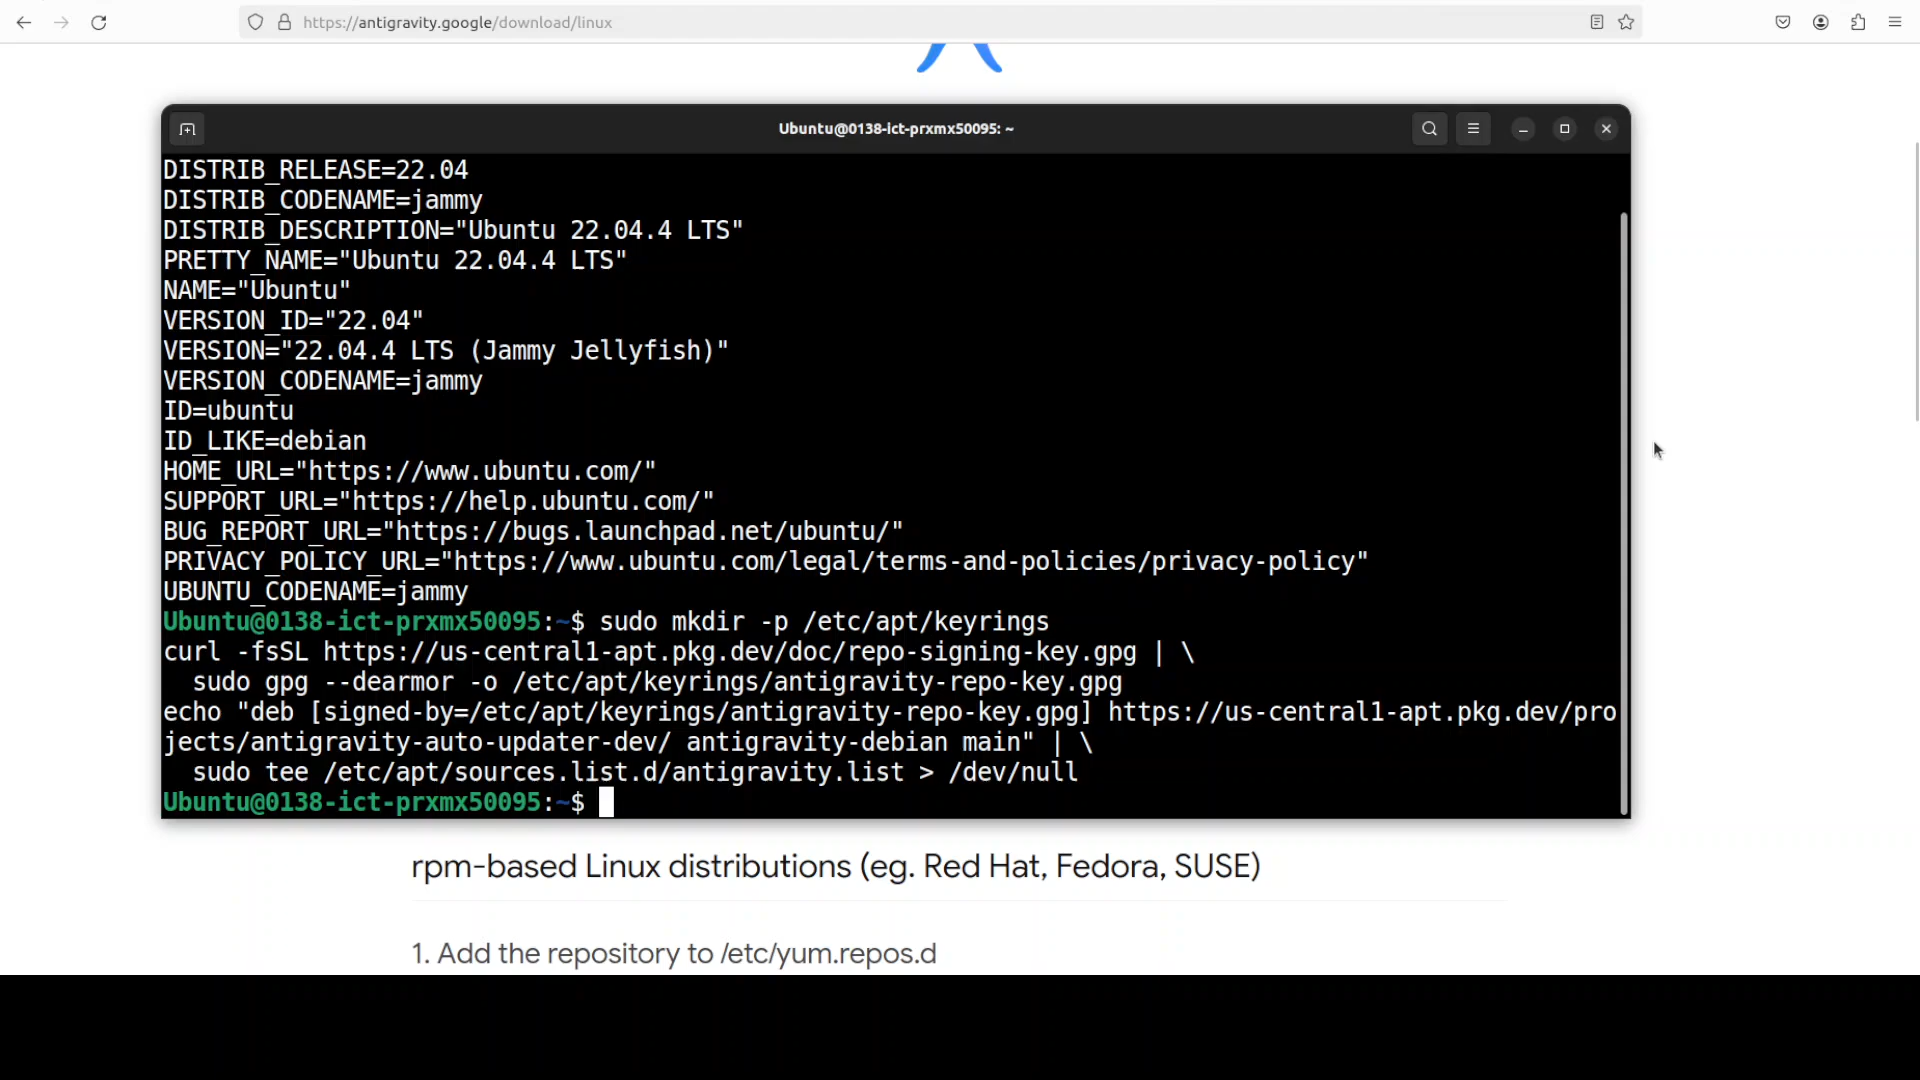 https://antigravity.google/download/linux
Ubuntu@0138-ict-prxmx50095: ~
DISTRIB_RELEASE=22.04
DISTRIB_CODENAME=jammy
DISTRIB_DESCRIPTION="Ubuntu 22.04.4 LTS"
PRETTY_NAME="Ubuntu 22.04.4 LTS"
NAME="Ubuntu"
VERSION_ID="22.04"
VERSION="22.04.4 LTS (Jammy Jellyfish)"
VERSION_CODENAME=jammy
ID=ubuntu
ID_LIKE=debian
HOME_URL="https://www.ubuntu.com/"
SUPPORT_URL="https://help.ubuntu.com/"
BUG_REPORT_URL="https://bugs.launchpad.net/ubuntu/"
PRIVACY_POLICY_URL="https://www.ubuntu.com/legal/terms-and-policies/privacy-policy"
UBUNTU_CODENAME=jammy
Ubuntu@0138-ict-prxmx50095:~$ sudo mkdir -p /etc/apt/keyrings
curl -fsSL https://us-central1-apt.pkg.dev/doc/repo-signing-key.gpg | \
  sudo gpg --dearmor -o /etc/apt/keyrings/antigravity-repo-key.gpg
echo "deb [signed-by=/etc/apt/keyrings/antigravity-repo-key.gpg] https://us-central1-apt.pkg.dev/pro
jects/antigravity-auto-updater-dev/ antigravity-debian main" | \
  sudo tee /etc/apt/sources.list.d/antigravity.list > /dev/null
Ubuntu@0138-ict-prxmx50095:~$
rpm-based Linux distributions (eg. Red Hat, Fedora, SUSE)
1. Add the repository to /etc/yum.repos.d